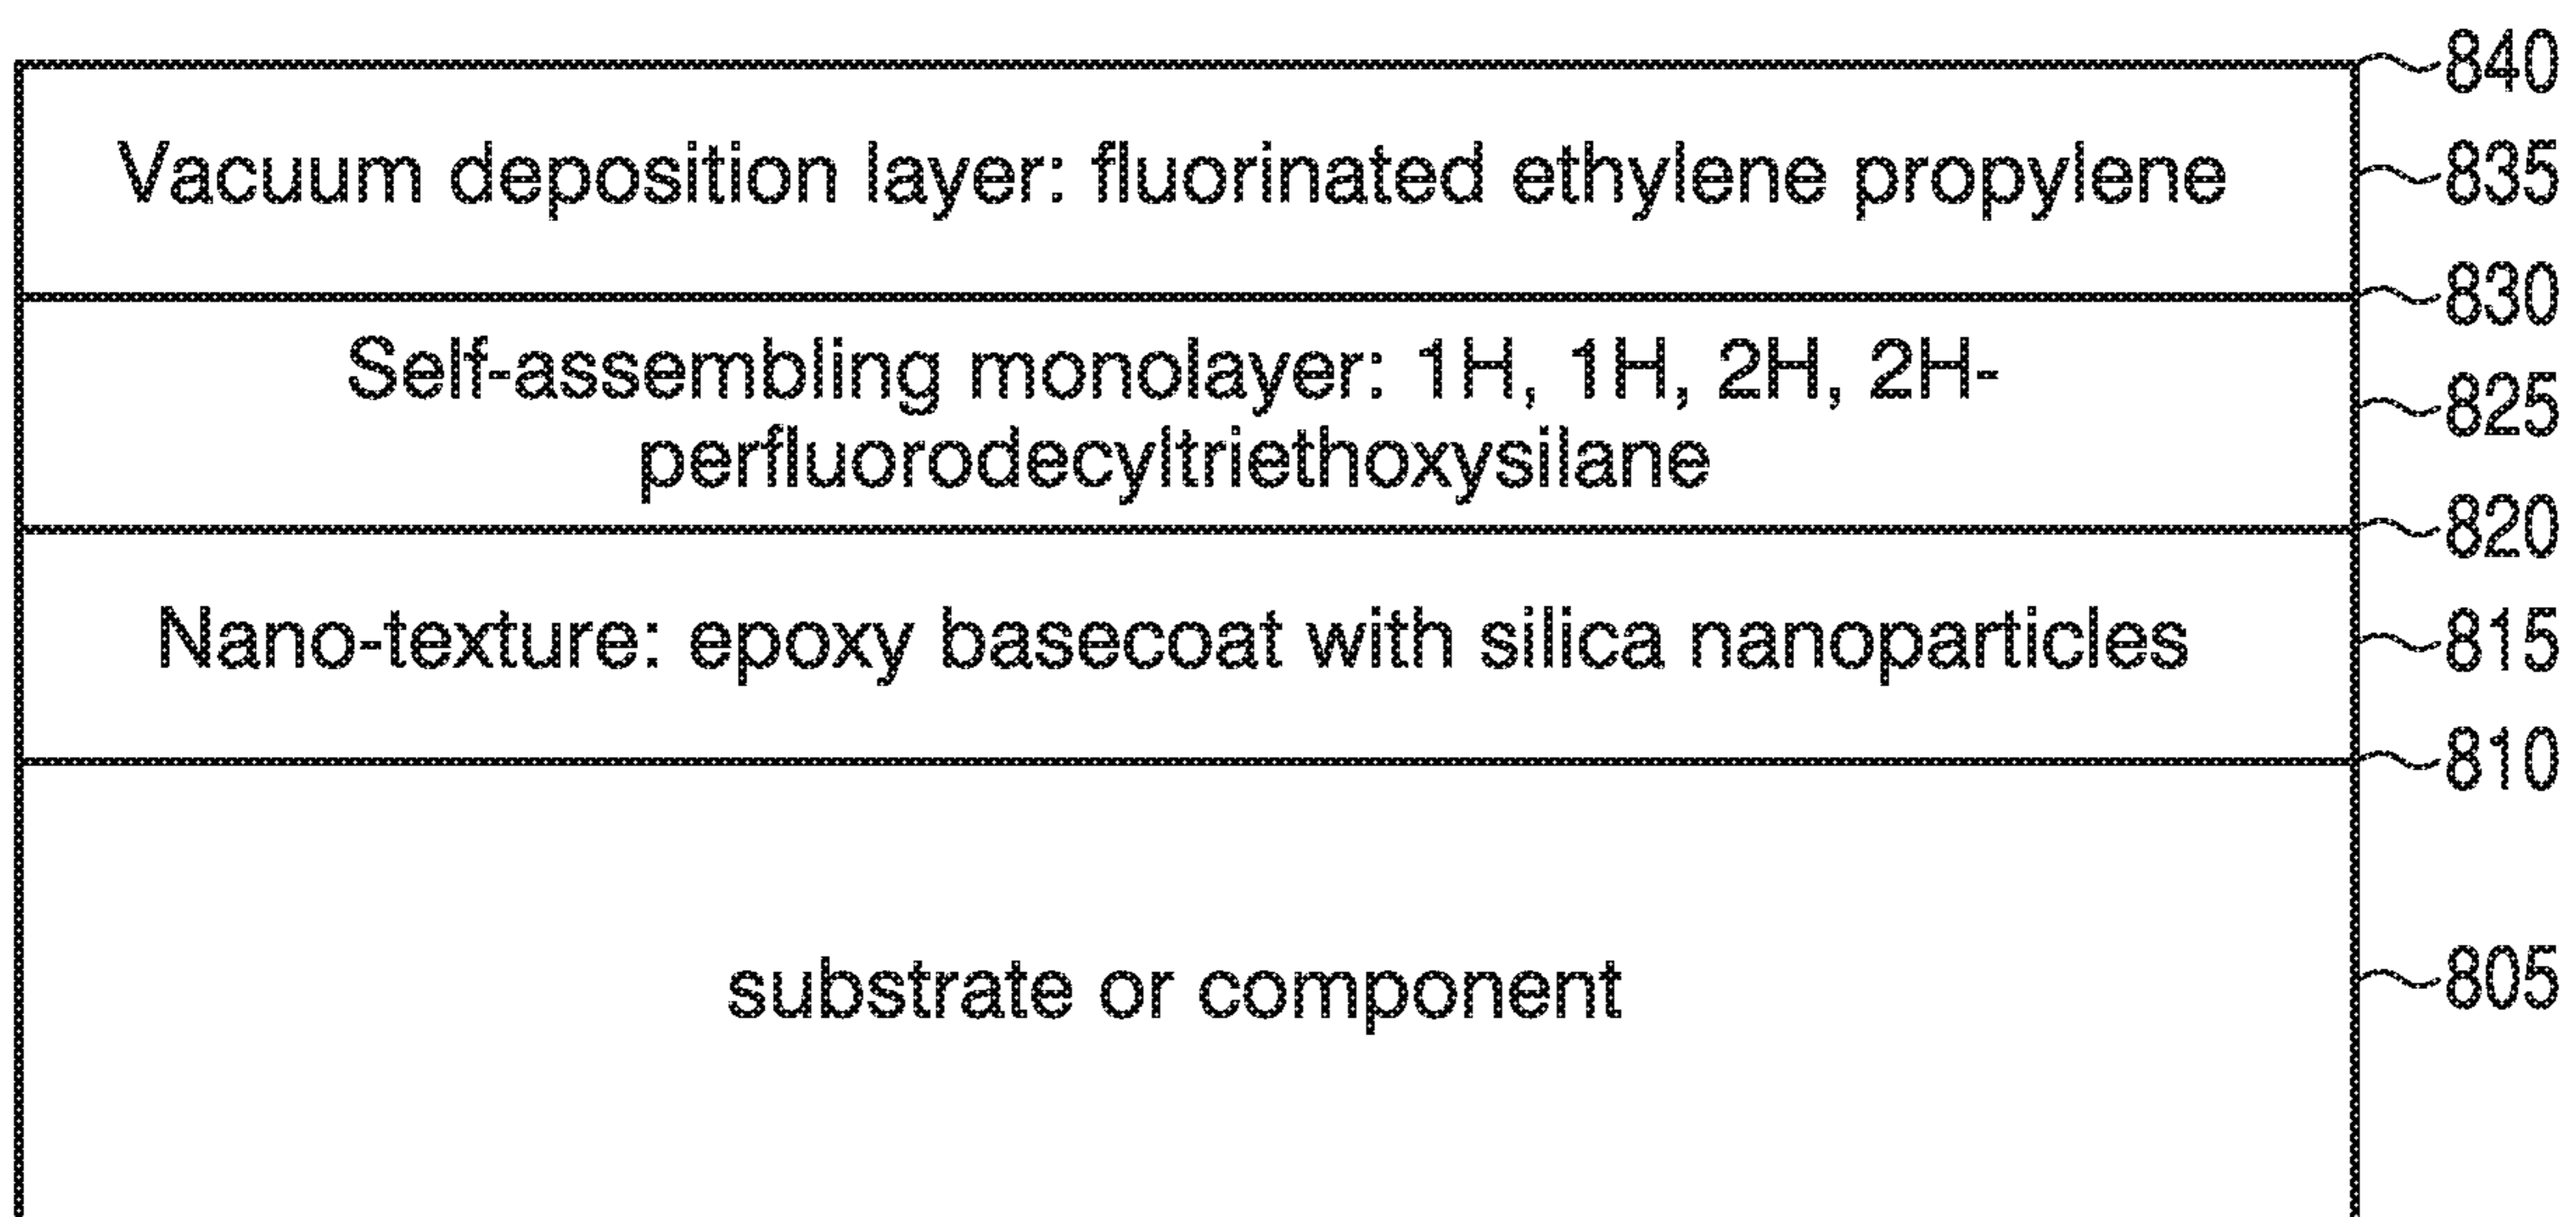 840
Vacuum deposition layer: fluorinated ethylene propylene 835
830
Self-assembling monolayer: 1H, 1H, 2H, 2H-
825
perfluorodecyltriethoxysilane
820
Nano-texture: epoxy basecoat with silica nanoparticles 815
810
substrate or component 805